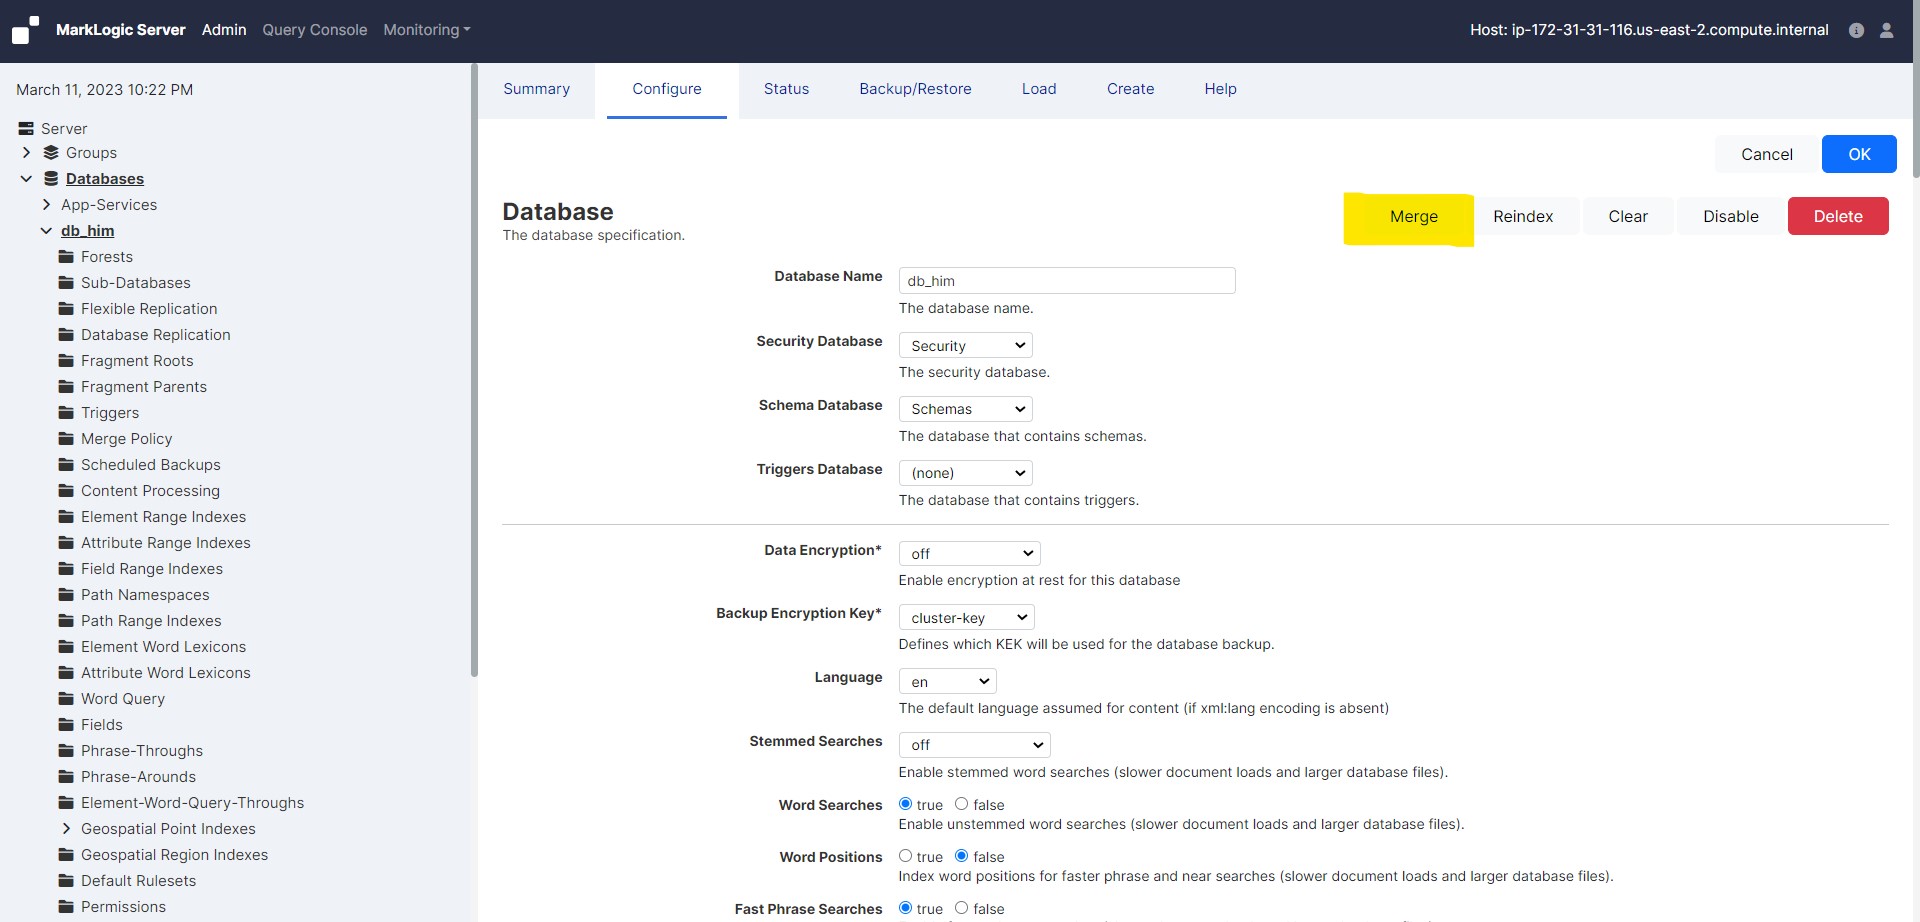 MarkLogic Server Admin Query Console Monitoring Host: ip-172-31-31-116.us-east-2.compute.internal
March 11, 2023 10:22 PM
Server
Groups
Databases
App-Services
db_him
Forests
Sub-Databases
Flexible Replication
Database Replication
Fragment Roots
Fragment Parents
Triggers
Merge Policy
Scheduled Backups
Content Processing
Element Range Indexes
Attribute Range Indexes
Field Range Indexes
Path Namespaces
Path Range Indexes
Element Word Lexicons
Attribute Word Lexicons
Word Query
Fields
Phrase-Throughs
Phrase-Arounds
Element-Word-Query-Throughs
Geospatial Point Indexes
Geospatial Region Indexes
Default Rulesets
Permissions
Summary Configure Status Backup/Restore Load Create Help
Cancel OK
Database
The database specification.
Merge Reindex Clear Disable Delete
Database Name db_him
The database name.
Security Database Security
The security database.
Schema Database Schemas
The database that contains schemas.
Triggers Database (none)
The database that contains triggers.
Data Encryption* off
Enable encryption at rest for this database
Backup Encryption Key* cluster-key
Defines which KEK will be used for the database backup.
Language en
The default language assumed for content (if xml:lang encoding is absent)
Stemmed Searches off
Enable stemmed word searches (slower document loads and larger database files).
Word Searches true false
Enable unstemmed word searches (slower document loads and larger database files).
Word Positions true false
Index word positions for faster phrase and near searches (slower document loads and larger database files).
Fast Phrase Searches true false